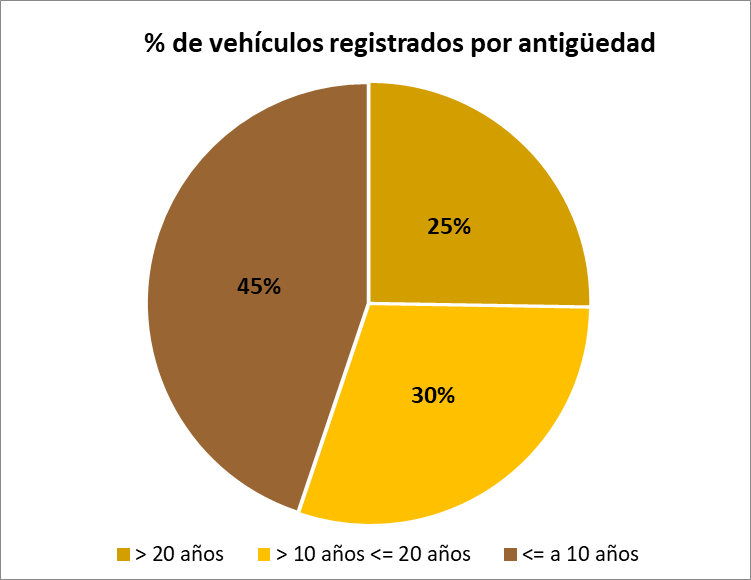 % de vehículos registrados por antigüedad
25%
45%
30%
> 20 años > 10 años <= 20 años <= a 10 años